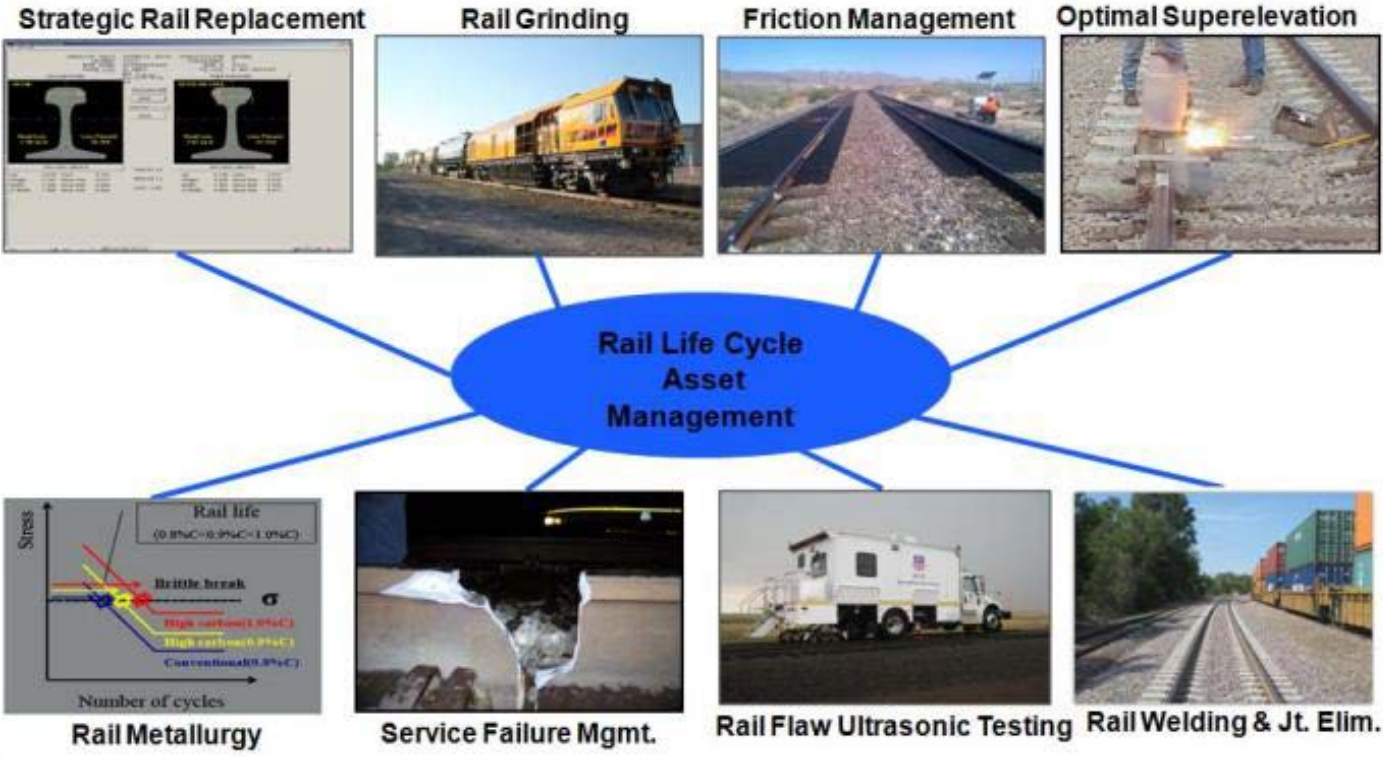 Strategic Rail Replacement
Rail Grinding
Friction Management
Optimal Superelevation
Rail Life Cycle
Asset
Management
Rail life
(0.8%C<0.9%C<1.0%C)
Stress
Brittle break
σ
High carbon(1.0%C)
High carbon(0.9%C)
Conventional(0.8%C)
Number of cycles
Rail Metallurgy
Service Failure Mgmt.
Rail Flaw Ultrasonic Testing
Rail Welding & Jt. Elim.